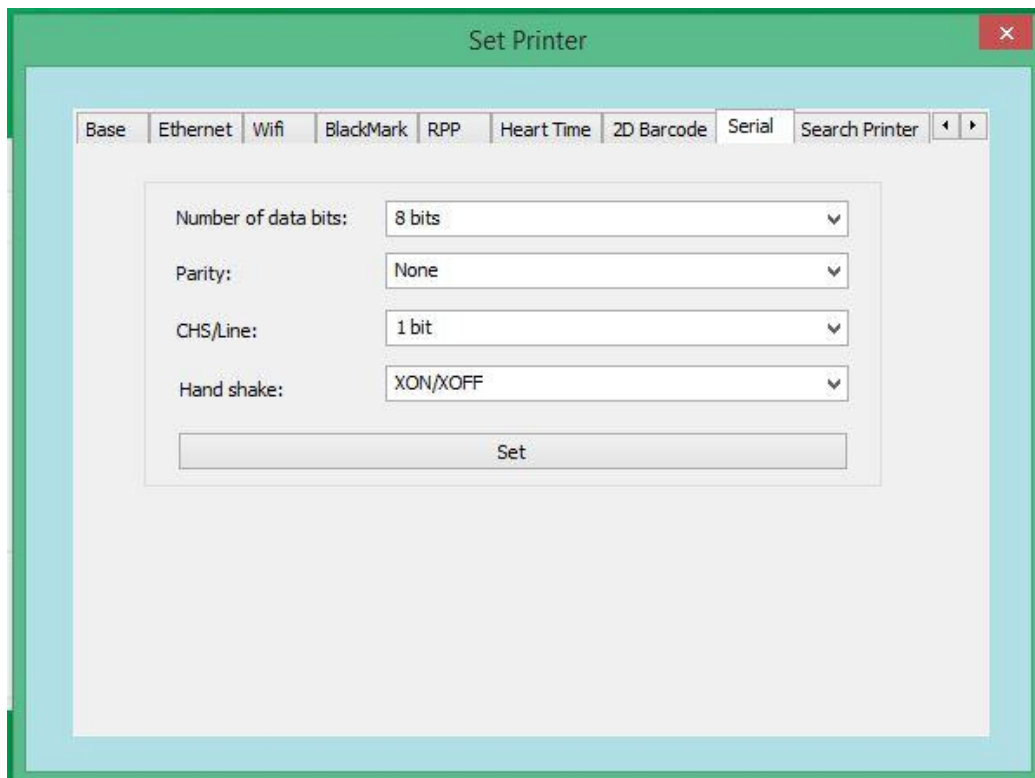 Set Printer
Base Ethernet Wifi BlackMark RPP Heart Time 2D Barcode Serial Search Printer
Number of data bits: 8 bits
Parity: None
CHS/Line: 1 bit
Hand shake: XON/XOFF
Set